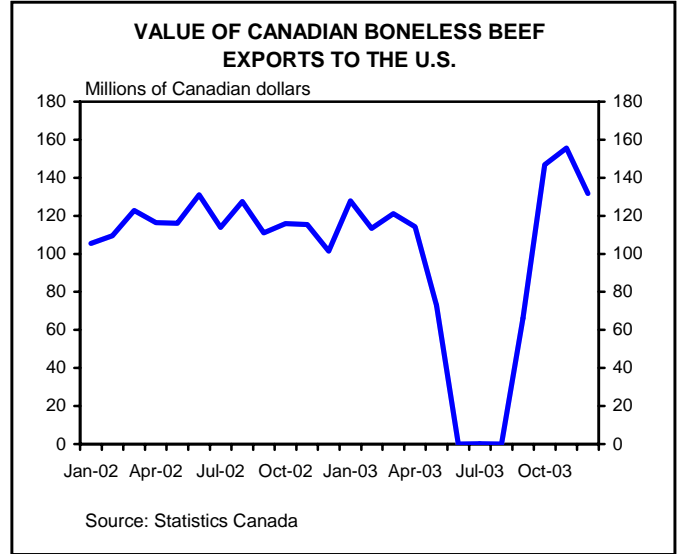 VALUE OF CANADIAN BONELESS BEEF
EXPORTS TO THE U.S.
Millions of Canadian dollars
180 180
160 160
140 140
120 120
100 100
80 80
60 60
40 40
20 20
0 0
Jan-02 Apr-02 Jul-02 Oct-02 Jan-03 Apr-03 Jul-03 Oct-03
Source: Statistics Canada